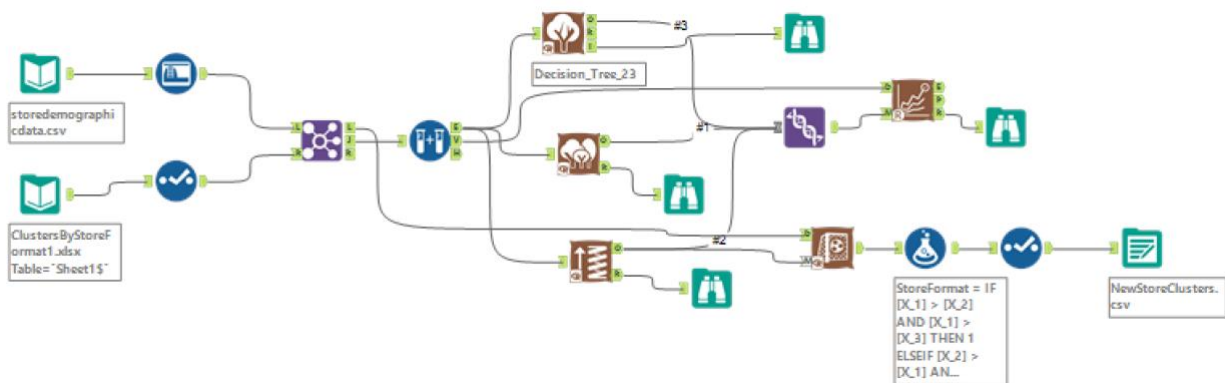 #3
Decision_Tree_23
storedemographi
cdata.csv
#1
ClustersByStoreF
ormat1.xlsx
Table=`Sheet1$`
#2
StoreFormat = IF
[X_1] > [X_2]
AND [X_1] >
[X_3] THEN 1
ELSEIF [X_2] >
[X_1] AN...
NewStoreClusters.
csv